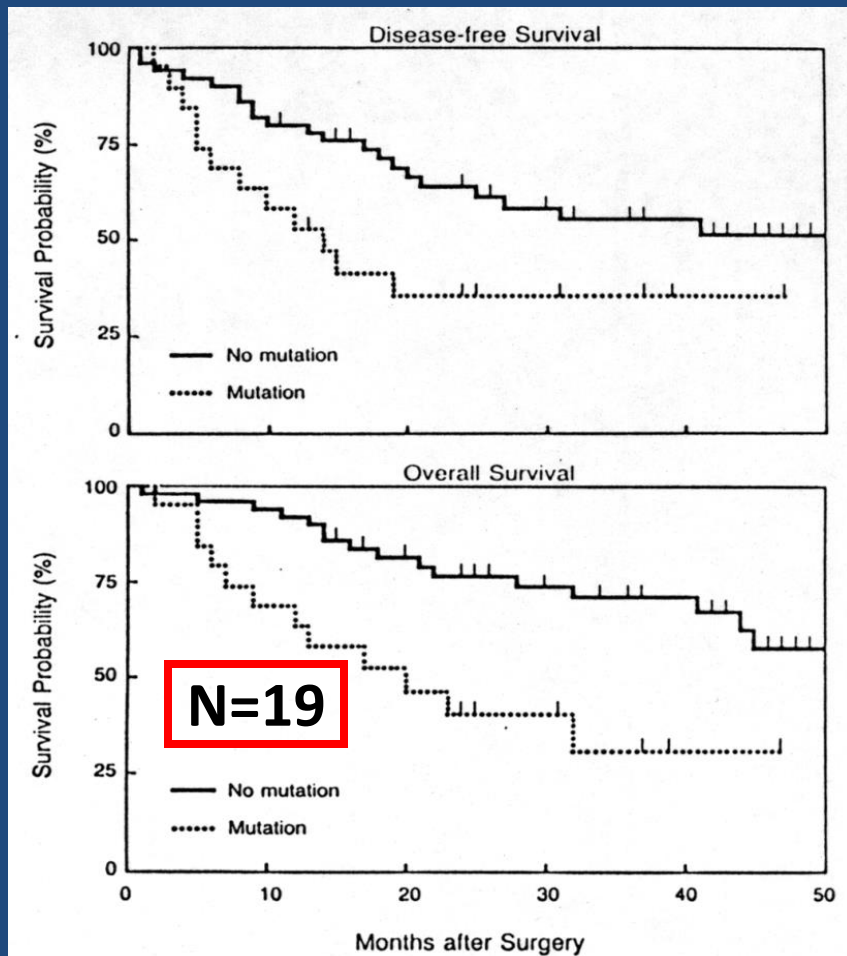 Disease-free Survival
100
75
50
25
0
Survival Probability (%)
No mutation
Mutation
Overall Survival
100
75
50
25
0
Survival Probability (%)
N=19
No mutation
Mutation
0 10 20 30 40 50
Months after Surgery